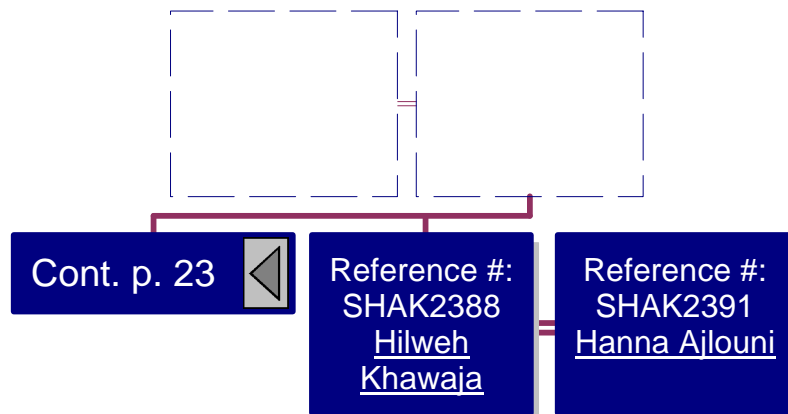 Cont. p. 23
Reference #:
SHAK2388
Hilweh
Khawaja
Reference #:
SHAK2391
Hanna Ajlouni